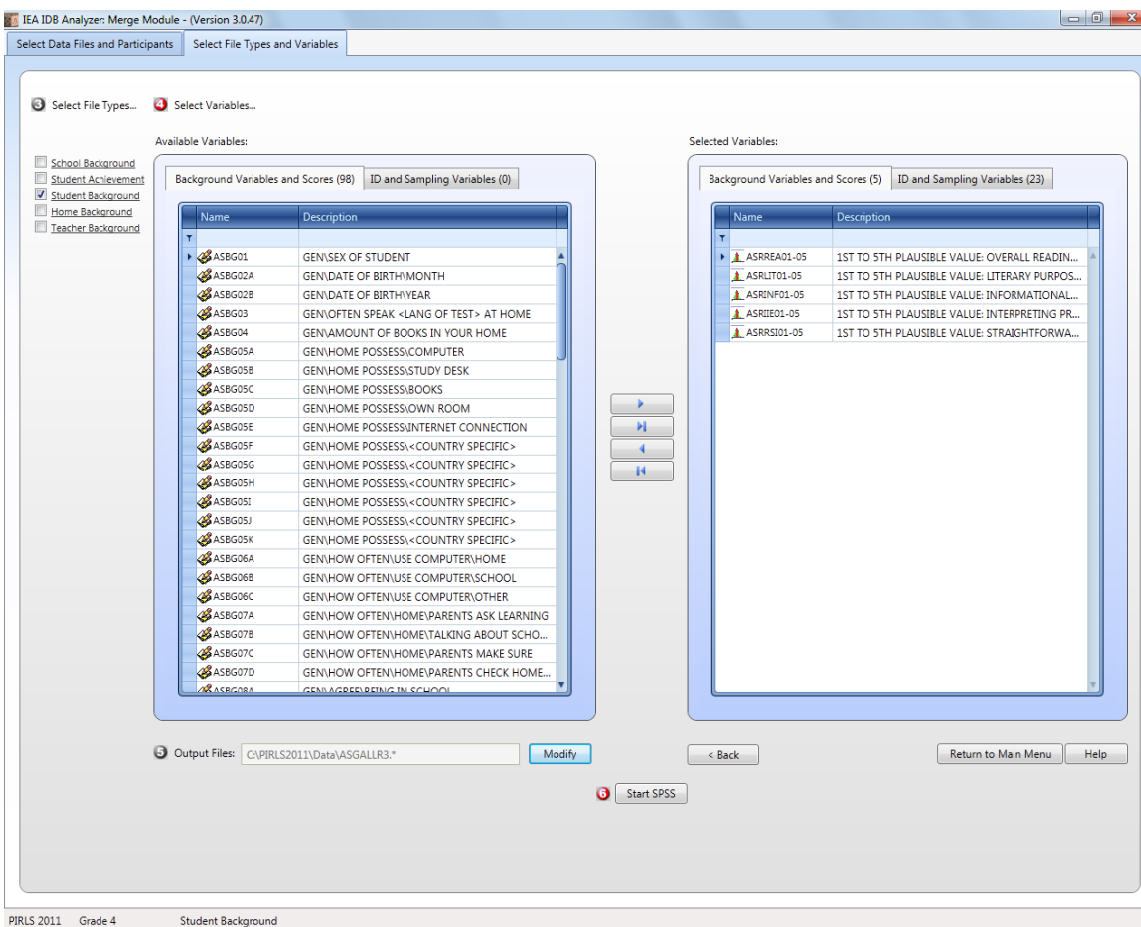 IEA IDB Analyzer: Merge Module - (Version 3.0.47)
Select Data Files and Participants Select File Types and Variables
3 Select File Types... 4 Select Variables...
Available Variables: Selected Variables:
School Background
Student Achievement
Student Background
Home Background
Teacher Background
Background Variables and Scores (98) ID and Sampling Variables (0)
Name Description
ASBG01 GEN\SEX OF STUDENT
ASBG02A GEN\DATE OF BIRTH\MONTH
ASBG02B GEN\DATE OF BIRTH\YEAR
ASBG03 GEN\OFTEN SPEAK <LANG OF TEST> AT HOME
ASBG04 GEN\AMOUNT OF BOOKS IN YOUR HOME
ASBG05A GEN\HOME POSSESS\COMPUTER
ASBG05B GEN\HOME POSSESS\STUDY DESK
ASBG05C GEN\HOME POSSESS\BOOKS
ASBG05D GEN\HOME POSSESS\OWN ROOM
ASBG05E GEN\HOME POSSESS\INTERNET CONNECTION
ASBG05F GEN\HOME POSSESS\<COUNTRY SPECIFIC>
ASBG05G GEN\HOME POSSESS\<COUNTRY SPECIFIC>
ASBG05H GEN\HOME POSSESS\<COUNTRY SPECIFIC>
ASBG05I GEN\HOME POSSESS\<COUNTRY SPECIFIC>
ASBG05J GEN\HOME POSSESS\<COUNTRY SPECIFIC>
ASBG05K GEN\HOME POSSESS\<COUNTRY SPECIFIC>
ASBG06A GEN\HOW OFTEN\USE COMPUTER\HOME
ASBG06B GEN\HOW OFTEN\USE COMPUTER\SCHOOL
ASBG06C GEN\HOW OFTEN\USE COMPUTER\OTHER
ASBG07A GEN\HOW OFTEN\HOME\PARENTS ASK LEARNING
ASBG07B GEN\HOW OFTEN\HOME\TALKING ABOUT SCHO...
ASBG07C GEN\HOW OFTEN\HOME\PARENTS MAKE SURE
ASBG07D GEN\HOW OFTEN\HOME\PARENTS CHECK HOME...
ASBG08A GEN\AGREE\BEING IN SCHOOL
Background Variables and Scores (5) ID and Sampling Variables (23)
Name Description
ASRREA01-05 1ST TO 5TH PLAUSIBLE VALUE: OVERALL READIN...
ASRLIT01-05 1ST TO 5TH PLAUSIBLE VALUE: LITERARY PURPOS...
ASRINF01-05 1ST TO 5TH PLAUSIBLE VALUE: INFORMATIONAL...
ASRIIE01-05 1ST TO 5TH PLAUSIBLE VALUE: INTERPRETING PR...
ASRRSI01-05 1ST TO 5TH PLAUSIBLE VALUE: STRAIGHTFORWA...
5 Output Files: C:\PIRLS2011\Data\ASGALLR3.* Modify < Back Return to Main Menu Help
6 Start SPSS
PIRLS 2011 Grade 4 Student Background